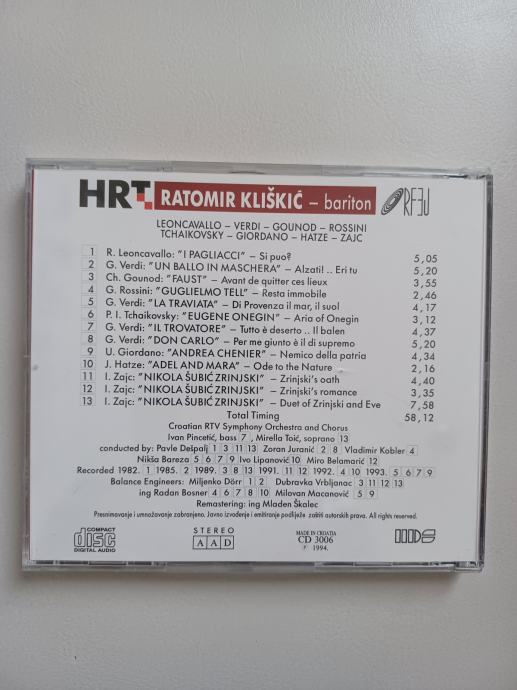 HRT RATOMIR KLIŠKIĆ – bariton ORFEJ
LEONCAVALLO – VERDI – GOUNOD – ROSSINI
TCHAIKOVSKY – GIORDANO – HATZE – ZAJC
1 R. Leoncavallo: "I PAGLIACCI" – Si puo? 5,05
2 G. Verdi: "UN BALLO IN MASCHERA" – Alzati! .. Eri tu 5,20
3 Ch. Gounod: "FAUST" – Avant de quitter ces lieux 3,55
4 G. Rossini: "GUGLIELMO TELL" – Resta immobile 2,46
5 G. Verdi: "LA TRAVIATA" – Di Provenza il mar, il suol 4,17
6 P. I. Tchaikovsky: "EUGENE ONEGIN" – Aria of Onegin 3,12
7 G. Verdi: "IL TROVATORE" – Tutto è deserto .. Il balen 4,37
8 G. Verdi: "DON CARLO" – Per me giunto è il di supremo 5,20
9 U. Giordano: "ANDREA CHENIER" – Nemico della patria 4,34
10 J. Hatze: "ADEL AND MARA" – Ode to the Nature 2,16
11 I. Zajc: "NIKOLA ŠUBIĆ ZRINJSKI" – Zrinjski's oath 4,40
12 I. Zajc: "NIKOLA ŠUBIĆ ZRINJSKI" – Zrinjski's romance 3,35
13 I. Zajc: "NIKOLA ŠUBIĆ ZRINJSKI" – Duet of Zrinjski and Eve 7,58
Total Timing 58,12
Croatian RTV Symphony Orchestra and Chorus
Ivan Pincetić, bass 7 , Mirella Toić, soprano 13
conducted by: Pavle Dešpalj 1 3 11 13 Zoran Juranić 2 8 Vladimir Kobler 4
Nikša Bareza 5 6 7 9 Ivo Lipanović 10 Miro Belamarić 12
Recorded 1982. 1 1985. 2 1989. 3 8 13 1991. 11 12 1992. 4 10 1993. 5 6 7 9
Balance Engineers: Miljenko Dörr 1 2 Dubravka Vrbljanac 3 11 12 13
ing Radan Bosner 4 6 7 8 10 Milovan Macanović 5 9
Remastering: ing Mladen Škalec
Presnimovanje i umnožavanje zabranjeno. Javno izvođenje i emitiranje podliježe zaštiti autorskih prava. All rights reserved.
COMPACT disc DIGITAL AUDIO
STEREO
AAD
MADE IN CROATIA
CD 3006
℗ 1994.